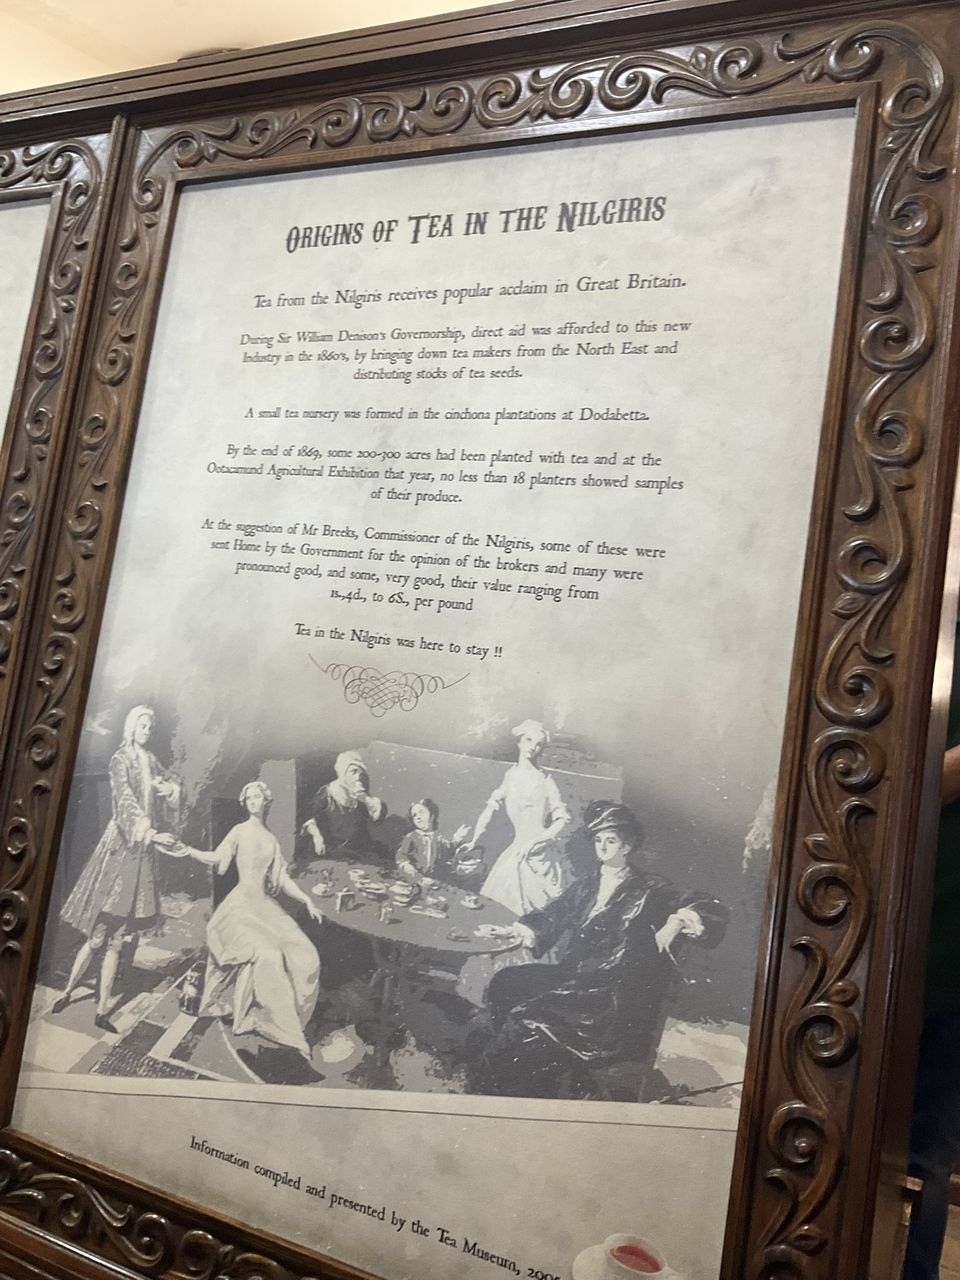 ORIGINS OF TEA IN THE NILGIRIS
Tea from the Nilgiris receives popular acclaim in Great Britain.
During Sir William Denison's Governorship, direct aid was afforded to this new
Industry in the 1860's, by bringing down tea makers from the North East and
distributing stocks of tea seeds.
A small tea nursery was formed in the cinchona plantations at Dodabetta.
By the end of 1869, some 200-300 acres had been planted with tea and at the
Ootacamund Agricultural Exhibition that year, no less than 18 planters showed samples
of their produce.
At the suggestion of Mr Breeks, Commissioner of the Nilgiris, some of these were
sent Home by the Government for the opinion of the brokers and many were
pronounced good, and some, very good, their value ranging from
1s.,4d., to 6S., per pound
Tea in the Nilgiris was here to stay !!
Information compiled and presented by the Tea Museum,